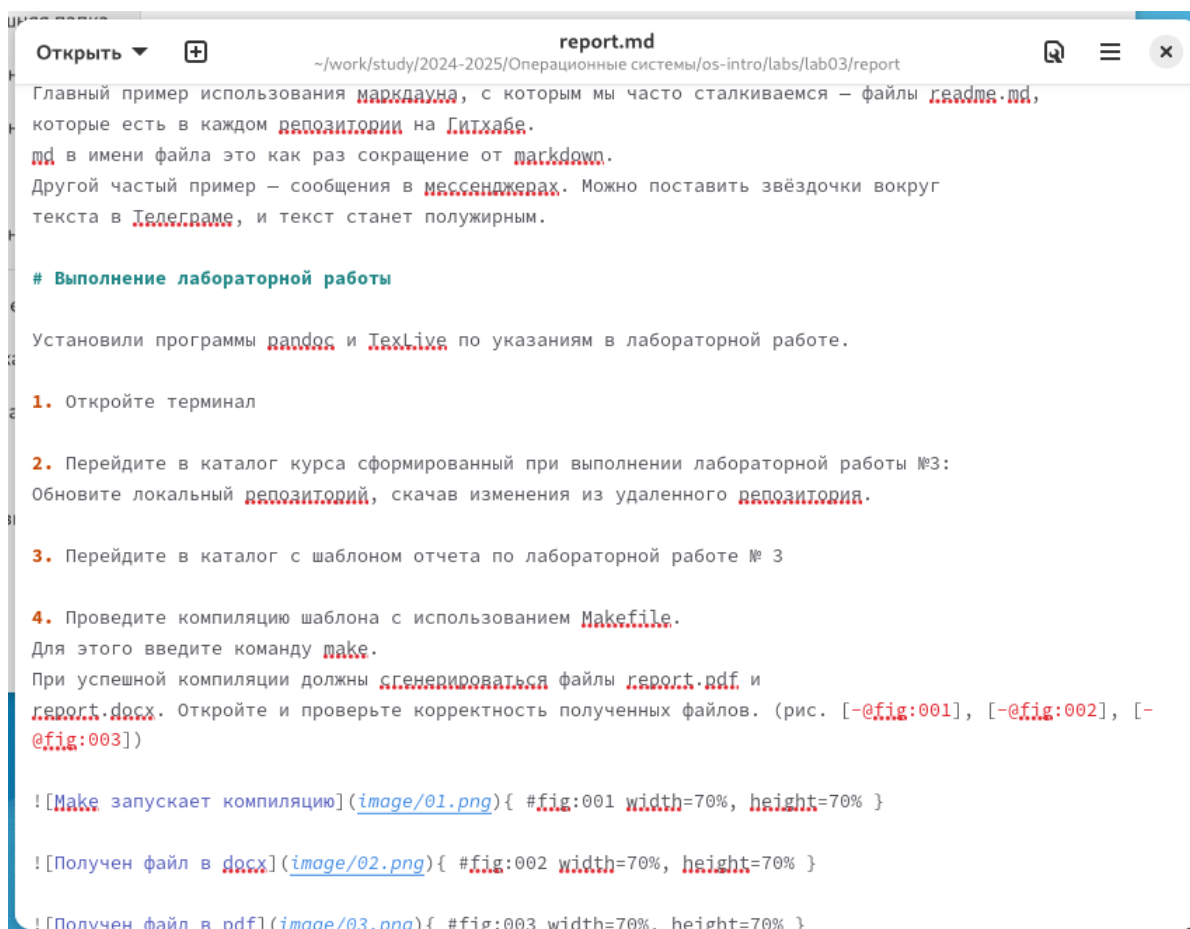 Открыть
report.md
~/work/study/2024-2025/Операционные системы/os-intro/labs/lab03/report
Главный пример использования маркдауна, с которым мы часто сталкиваемся — файлы readme.md,
которые есть в каждом репозитории на Гитхабе.
md в имени файла это как раз сокращение от markdown.
Другой частый пример — сообщения в мессенджерах. Можно поставить звёздочки вокруг
текста в Телеграме, и текст станет полужирным.
# Выполнение лабораторной работы
Установили программы pandoc и TexLive по указаниям в лабораторной работе.
1. Откройте терминал
2. Перейдите в каталог курса сформированный при выполнении лабораторной работы №3:
Обновите локальный репозиторий, скачав изменения из удаленного репозитория.
3. Перейдите в каталог с шаблоном отчета по лабораторной работе № 3
4. Проведите компиляцию шаблона с использованием Makefile.
Для этого введите команду make.
При успешной компиляции должны сгенерироваться файлы report.pdf и
report.docx. Откройте и проверьте корректность полученных файлов. (рис. [-@fig:001], [-@fig:002], [-
@fig:003])
![Make запускает компиляцию](image/01.png){ #fig:001 width=70%, height=70% }
![Получен файл в docx](image/02.png){ #fig:002 width=70%, height=70% }
![Получен файл в pdf](image/03.png){ #fig:003 width=70%, height=70% }